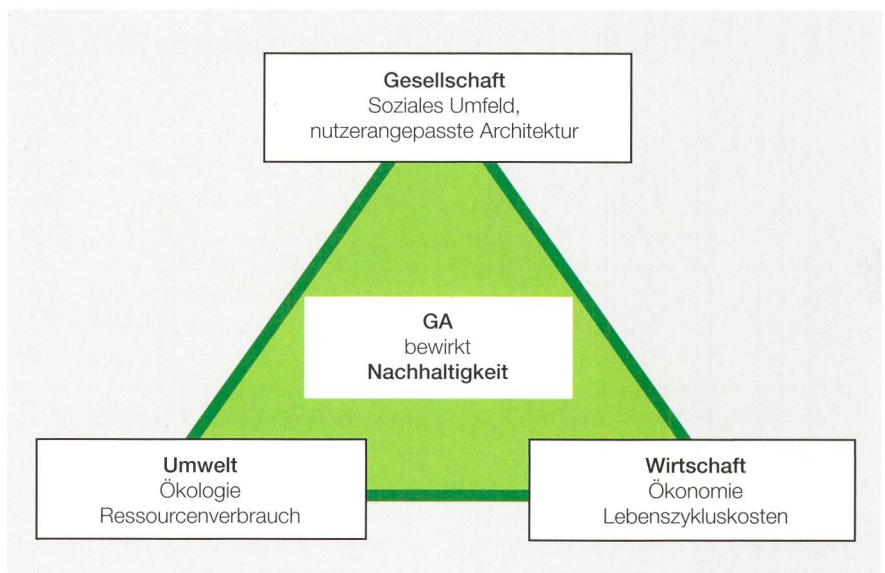 Gesellschaft
Soziales Umfeld,
nutzerangepasste Architektur
GA
bewirkt
Nachhaltigkeit
Umwelt
Ökologie
Ressourcenverbrauch
Wirtschaft
Ökonomie
Lebenszykluskosten